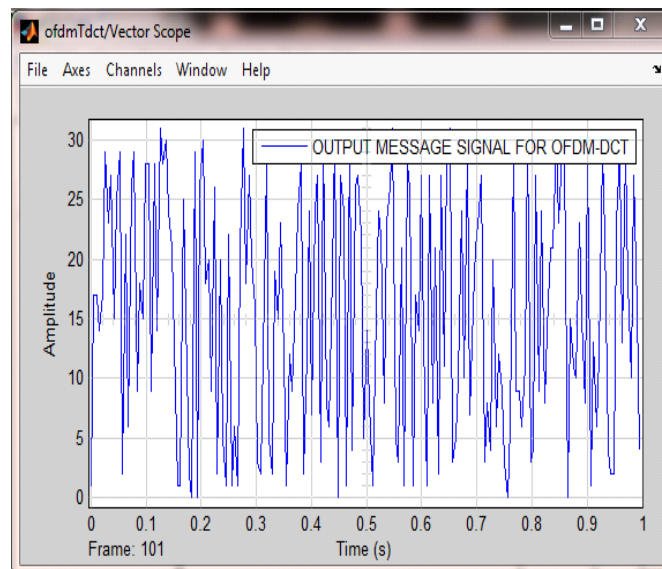 ofdmTdct/Vector Scope
File Axes Channels Window Help
OUTPUT MESSAGE SIGNAL FOR OFDM-DCT
30
25
20
15
10
5
0
Amplitude
0 0.1 0.2 0.3 0.4 0.5 0.6 0.7 0.8 0.9 1
Frame: 101 Time (s)